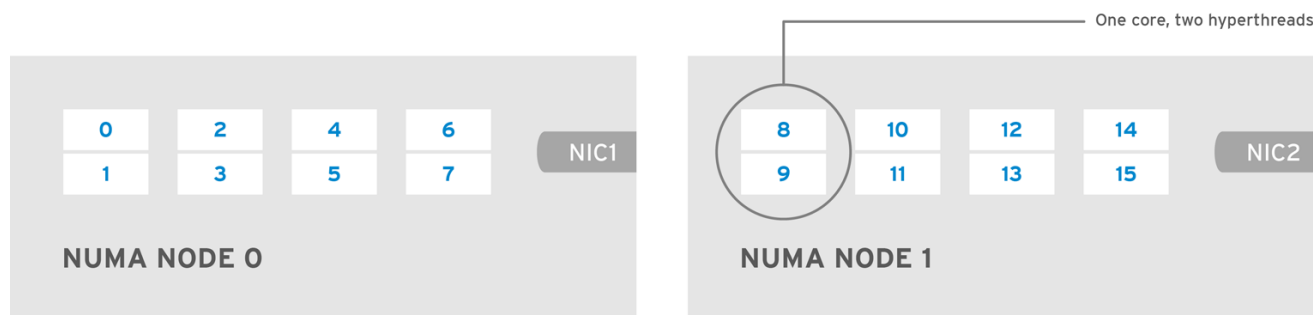 One core, two hyperthreads
0 2 4 6
1 3 5 7
NIC1
NUMA NODE 0
8 10 12 14
9 11 13 15
NIC2
NUMA NODE 1